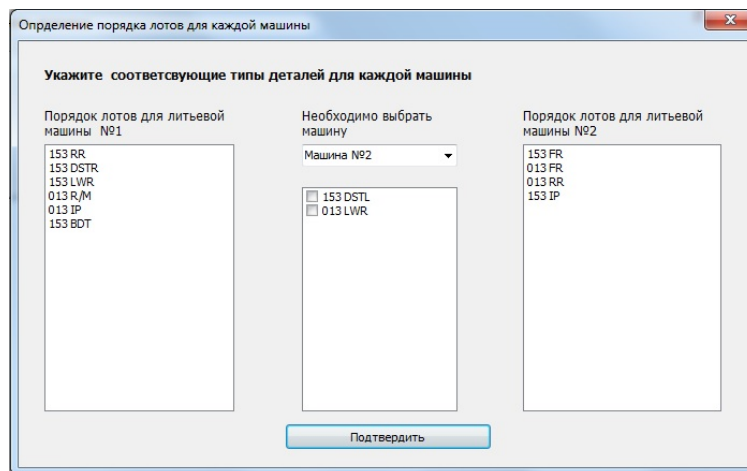 Опрделение порядка лотов для каждой машины
Укажите соответсвующие типы деталей для каждой машины
Порядок лотов для литьевой
машины №1
153 RR
153 DSTR
153 LWR
013 R/M
013 IP
153 BDT
Необходимо выбрать
машину
Машина №2
153 DSTL
013 LWR
Порядок лотов для литьевой
машины №2
153 FR
013 FR
013 RR
153 IP
Подтвердить